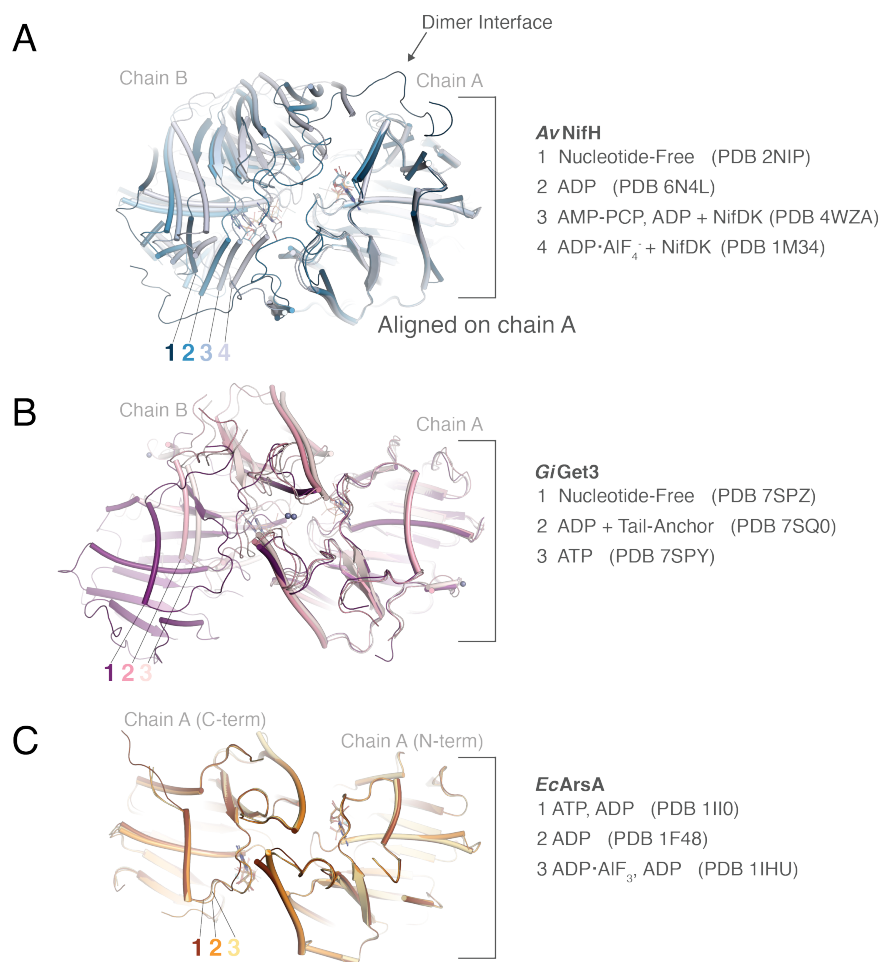 A
Dimer Interface
Chain B
Chain A
AvNifH
1 Nucleotide-Free (PDB 2NIP)
2 ADP (PDB 6N4L)
3 AMP-PCP, ADP + NifDK (PDB 4WZA)
4 ADP·AlF4- + NifDK (PDB 1M34)
Aligned on chain A
1 2 3 4
B
Chain B
Chain A
GiGet3
1 Nucleotide-Free (PDB 7SPZ)
2 ADP + Tail-Anchor (PDB 7SQ0)
3 ATP (PDB 7SPY)
1 2 3
C
Chain A (C-term)
Chain A (N-term)
EcArsA
1 ATP, ADP (PDB 1II0)
2 ADP (PDB 1F48)
3 ADP·AlF3, ADP (PDB 1IHU)
1 2 3